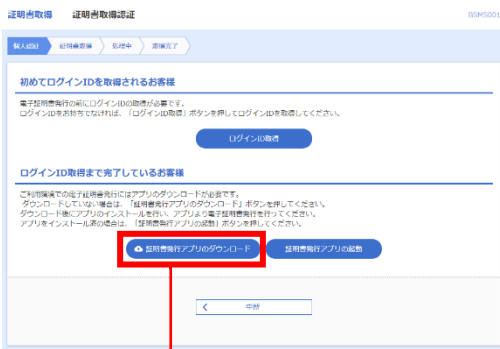 証明書取得 証明書取得認証
BSMS001
個人認証 証明書取得 処理中 取得完了
初めてログインIDを取得されるお客様
電子証明書発行の前にログインIDの取得が必要です。
ログインIDをお持ちでなければ、「ログインID取得」ボタンを押してログインIDを取得してください。
ログインID取得
ログインID取得まで完了しているお客様
ご利用環境での電子証明書発行にはアプリのダウンロードが必要です。
ダウンロードしていない場合は、「証明書発行アプリのダウンロード」ボタンを押してください。
ダウンロード後にアプリのインストールを行い、アプリより電子証明書発行を行ってください。
アプリをインストール済の場合は、「証明書発行アプリの起動」ボタンを押してください。
証明書発行アプリのダウンロード 証明書発行アプリの起動
中断